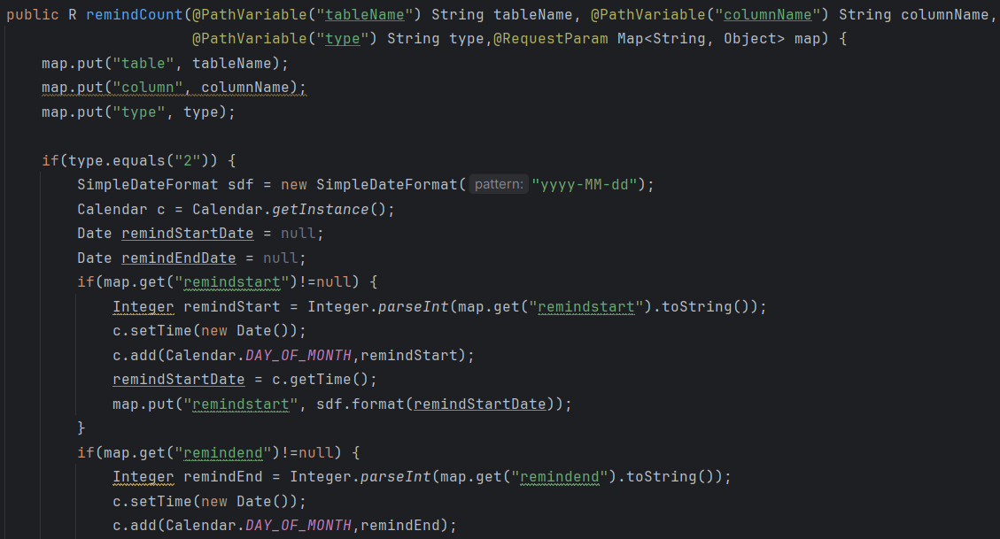 public R remindCount(@PathVariable("tableName") String tableName, @PathVariable("columnName") String columnName,
@PathVariable("type") String type,@RequestParam Map<String, Object> map) {
map.put("table", tableName);
map.put("column", columnName);
map.put("type", type);
if(type.equals("2")) {
SimpleDateFormat sdf = new SimpleDateFormat( pattern: "yyyy-MM-dd");
Calendar c = Calendar.getInstance();
Date remindStartDate = null;
Date remindEndDate = null;
if(map.get("remindstart")!=null) {
Integer remindStart = Integer.parseInt(map.get("remindstart").toString());
c.setTime(new Date());
c.add(Calendar.DAY_OF_MONTH,remindStart);
remindStartDate = c.getTime();
map.put("remindstart", sdf.format(remindStartDate));
}
if(map.get("remindend")!=null) {
Integer remindEnd = Integer.parseInt(map.get("remindend").toString());
c.setTime(new Date());
c.add(Calendar.DAY_OF_MONTH,remindEnd);